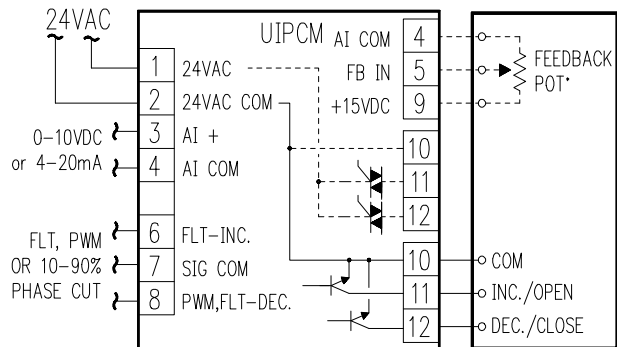 24VAC
UIPCM
AI COM 4
1 24VAC
FB IN 5
FEEDBACK
POT*
2 24VAC COM
+15VDC 9
0-10VDC
or 4-20mA
3 AI +
4 AI COM
10
11
12
FLT, PWM
OR 10-90%
PHASE CUT
6 FLT-INC.
7 SIG COM
8 PWM,FLT-DEC.
10 COM
11 INC./OPEN
12 DEC./CLOSE